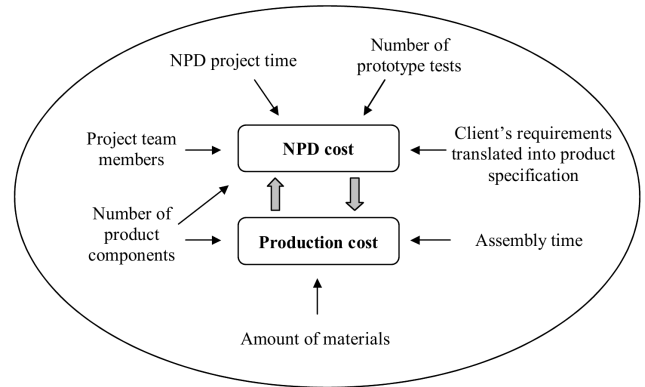 NPD project time
Number of
prototype tests
Project team
members
NPD cost
Client's requirements
translated into product
specification
Number of
product
components
Production cost
Assembly time
Amount of materials